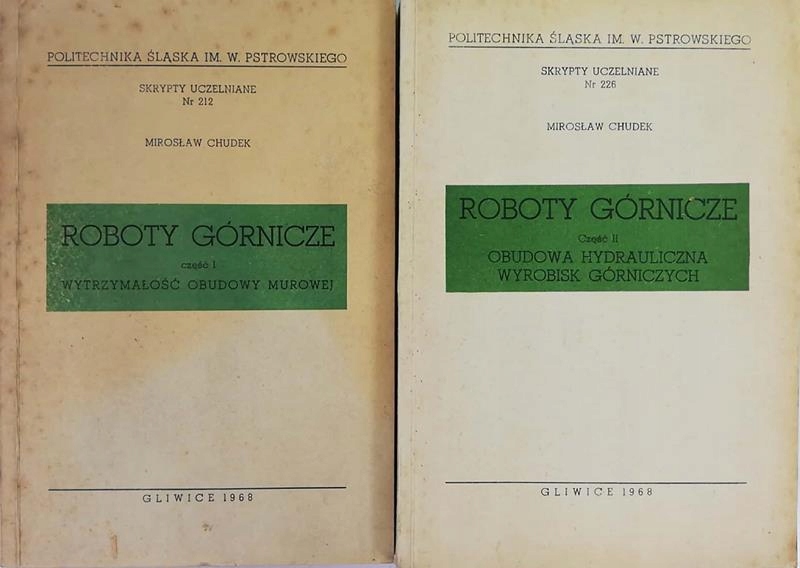 POLITECHNIKA ŚLĄSKA IM. W. PSTROWSKIEGO
SKRYPTY UCZELNIANE
Nr 212
MIROSŁAW CHUDEK
ROBOTY GÓRNICZE
część I
WYTRZYMAŁOŚĆ OBUDOWY MUROWEJ
GLIWICE 1968
POLITECHNIKA ŚLĄSKA IM. W. PSTROWSKIEGO
SKRYPTY UCZELNIANE
Nr 226
MIROSŁAW CHUDEK
ROBOTY GÓRNICZE
Część II
OBUDOWA HYDRAULICZNA
WYROBISK GÓRNICZYCH
GLIWICE 1968